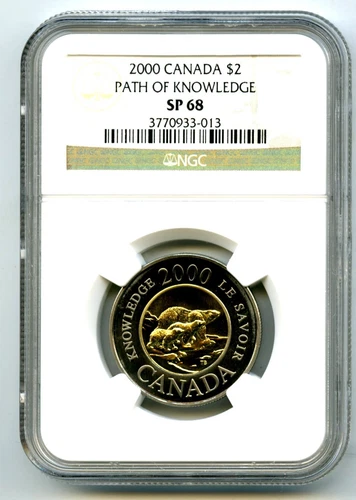 2000 CANADA $2
PATH OF KNOWLEDGE
SP 68
3770933-013
NGC
KNOWLEDGE 2000 LE SAVOIR
CANADA